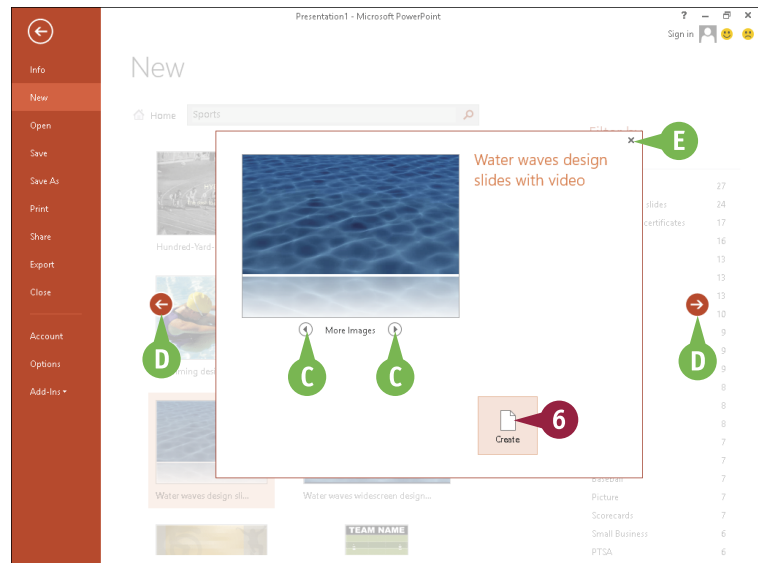 Presentation1 - Microsoft PowerPoint
?
Sign in
Info
New
Open
Save
Save As
Print
Share
Export
Close
Account
Options
Add-Ins
New
Home
Sports
E
Water waves design
slides with video
27
slides 24
certificates 17
16
13
13
13
10
9
9
9
8
8
8
7
7
Baseball 7
Picture 7
Scorecards 7
Small Business 6
PTSA 6
Hundred-Yard-
D
More Images
D
C
C
6
Create
Water waves design sli...
Water waves widescreen design...
TEAM NAME